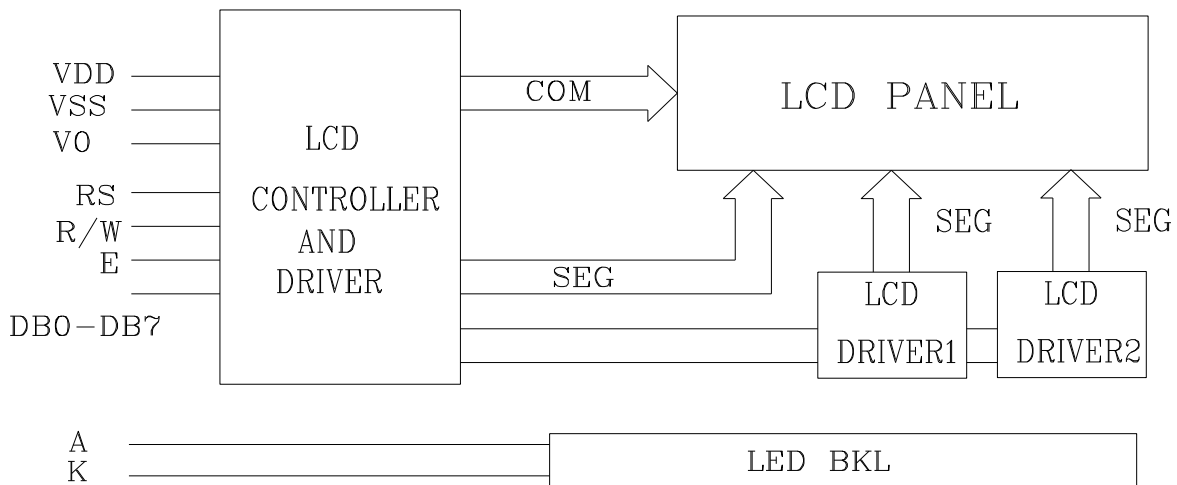 VDD
VSS
V0
RS
R/W
E
DB0-DB7
LCD
CONTROLLER
AND
DRIVER
COM
LCD PANEL
SEG
SEG
SEG
LCD
DRIVER1
LCD
DRIVER2
A
K
LED BKL